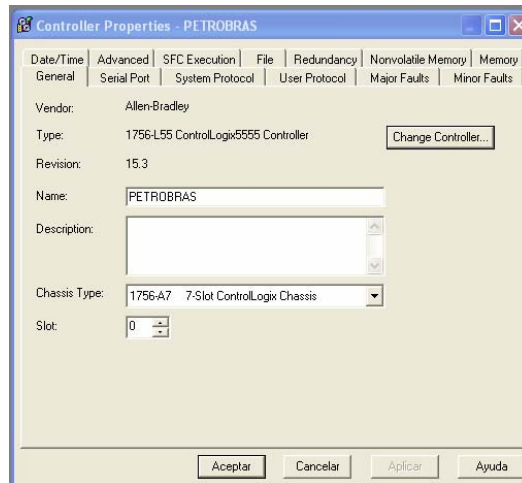 Controller Properties - PETROBRAS
Date/Time Advanced SFC Execution File Redundancy Nonvolatile Memory Memory
General Serial Port System Protocol User Protocol Major Faults Minor Faults
Vendor: Allen-Bradley
Type: 1756-L55 ControlLogix5555 Controller Change Controller...
Revision: 15.3
Name: PETROBRAS
Description:
Chassis Type: 1756-A7 7-Slot ControlLogix Chassis
Slot: 0
Aceptar Cancelar Aplicar Ayuda